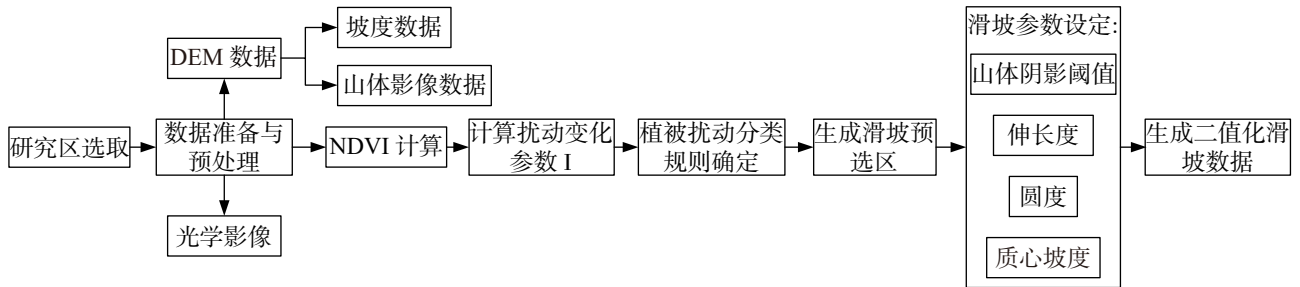 研究区选取
数据准备与
预处理
DEM 数据
坡度数据
山体影像数据
光学影像
NDVI 计算
计算扰动变化
参数 I
植被扰动分类
规则确定
生成滑坡预
选区
滑坡参数设定:
山体阴影阈值
伸长度
圆度
质心坡度
生成二值化滑
坡数据